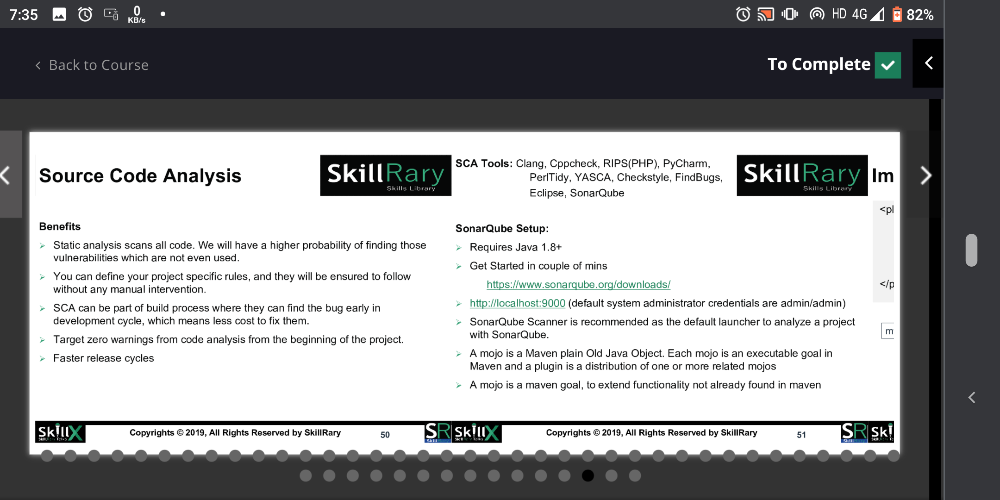 7:35
0
KB/s
HD 4G
82%
Back to Course
To Complete
Source Code Analysis
SkillRary
Skills Library
Benefits
Static analysis scans all code. We will have a higher probability of finding those
vulnerabilities which are not even used.
You can define your project specific rules, and they will be ensured to follow
without any manual intervention.
SCA can be part of build process where they can find the bug early in
development cycle, which means less cost to fix them.
Target zero warnings from code analysis from the beginning of the project.
Faster release cycles
SkillX
SkillRary Talks
Copyrights © 2019, All Rights Reserved by SkillRary
50
SR
SkillRary
SCA Tools: Clang, Cppcheck, RIPS(PHP), PyCharm,
PerlTidy, YASCA, Checkstyle, FindBugs,
Eclipse, SonarQube
SkillRary
Skills Library
SonarQube Setup:
Requires Java 1.8+
Get Started in couple of mins
https://www.sonarqube.org/downloads/
http://localhost:9000 (default system administrator credentials are admin/admin)
SonarQube Scanner is recommended as the default launcher to analyze a project
with SonarQube.
A mojo is a Maven plain Old Java Object. Each mojo is an executable goal in
Maven and a plugin is a distribution of one or more related mojos
A mojo is a maven goal, to extend functionality not already found in maven
SkillX
SkillRary Talks
Copyrights © 2019, All Rights Reserved by SkillRary
51
SR
SkillRary
Im
<pl
</p
m
Ski